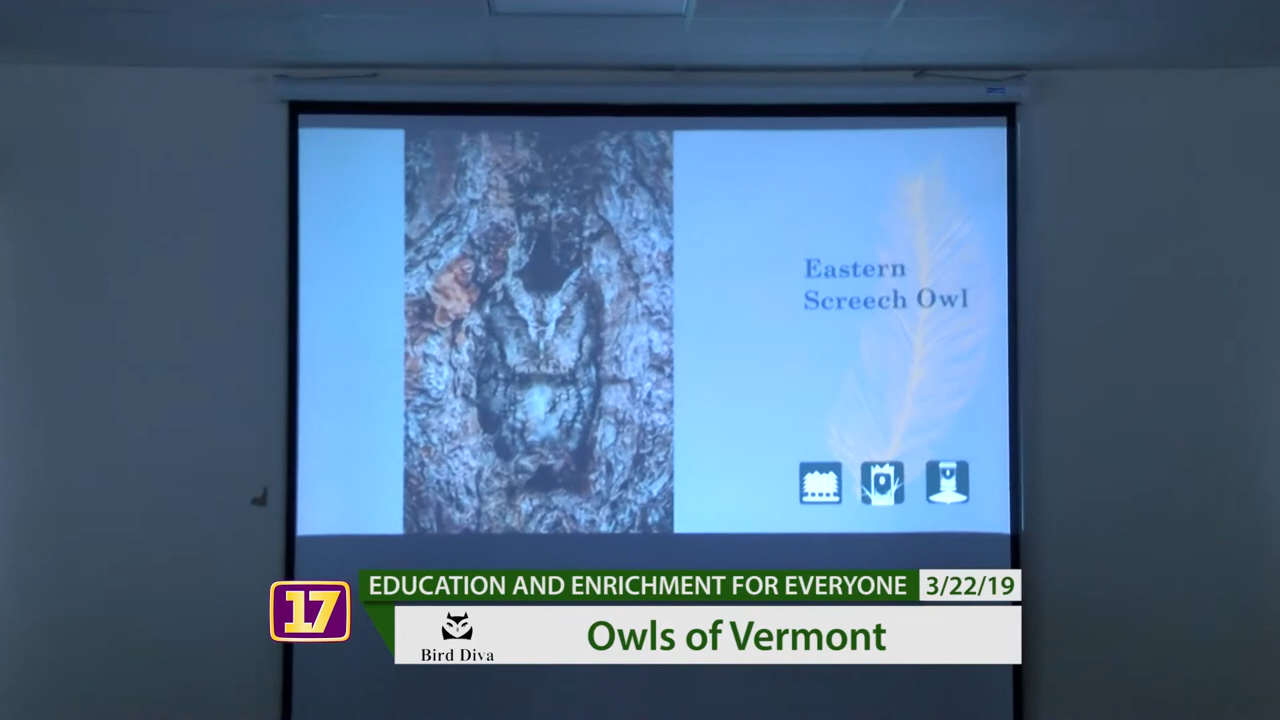 Eastern
Screech Owl
17
EDUCATION AND ENRICHMENT FOR EVERYONE 3/22/19
Bird Diva
Owls of Vermont